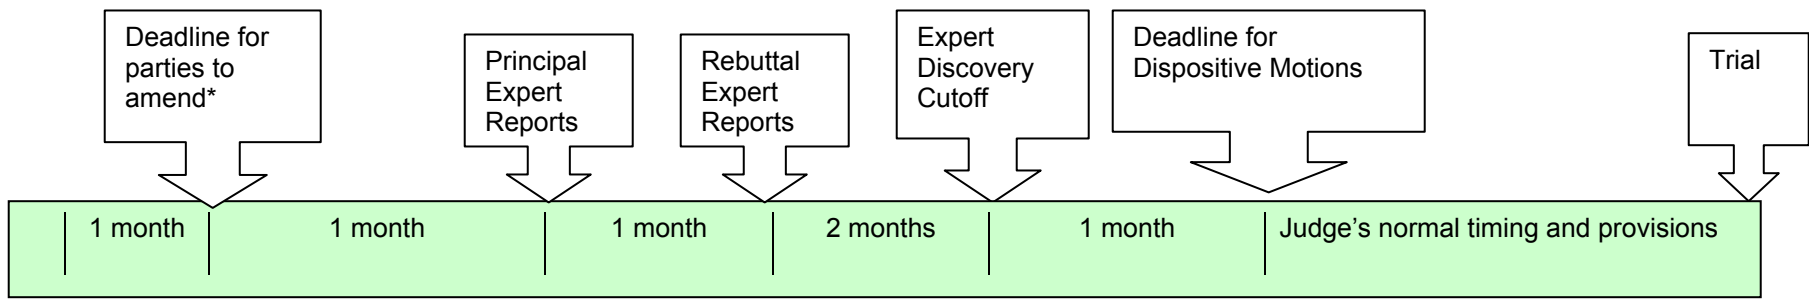 Deadline for
parties to
amend*
Principal
Expert
Reports
Rebuttal
Expert
Reports
Expert
Discovery
Cutoff
Deadline for
Dispositive Motions
Trial
1 month
1 month
1 month
2 months
1 month
Judge’s normal timing and provisions